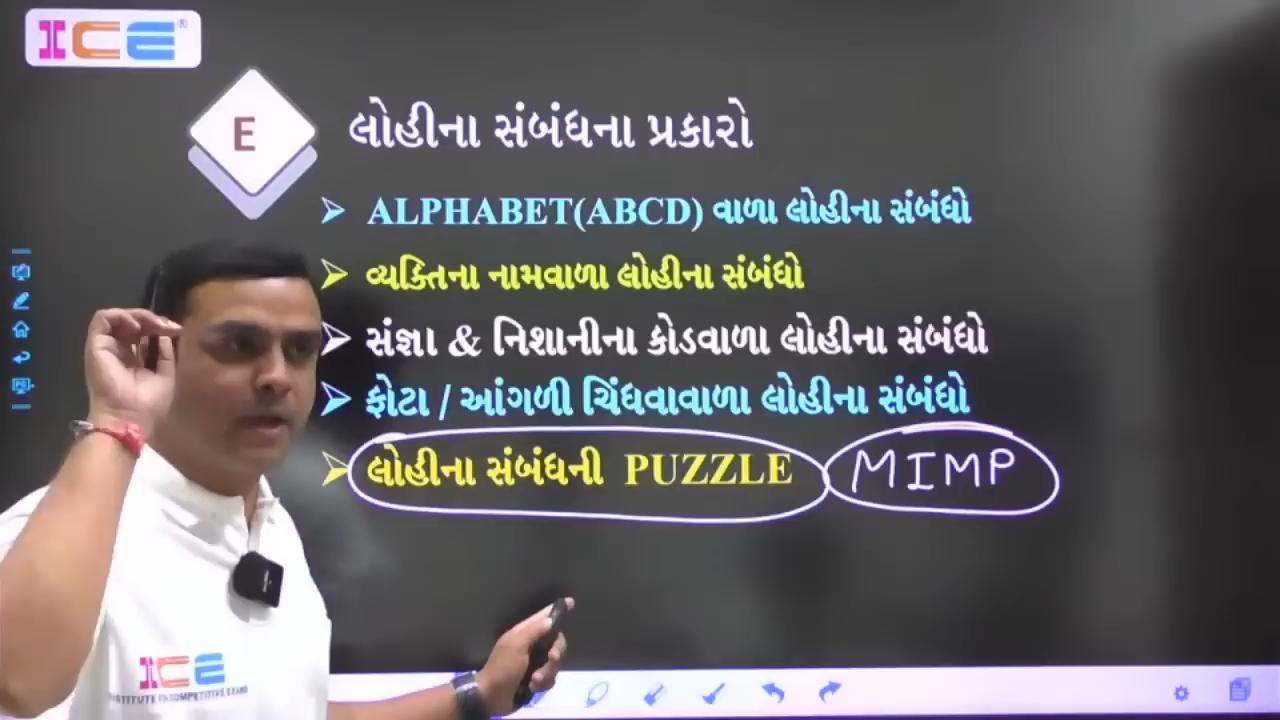 ICE®
E
લોહીના સંબંધના પ્રકારો
➢ ALPHABET(ABCD) વાળા લોહીના સંબંધો
➢ વ્યક્તિના નામવાળા લોહીના સંબંધો
➢ સંજ્ઞા & નિશાનીના કોડવાળા લોહીના સંબંધો
➢ ફોટા / આંગળી ચિંધવાવાળા લોહીના સંબંધો
➢ લોહીના સંબંધની PUZZLE MIMP
ICE